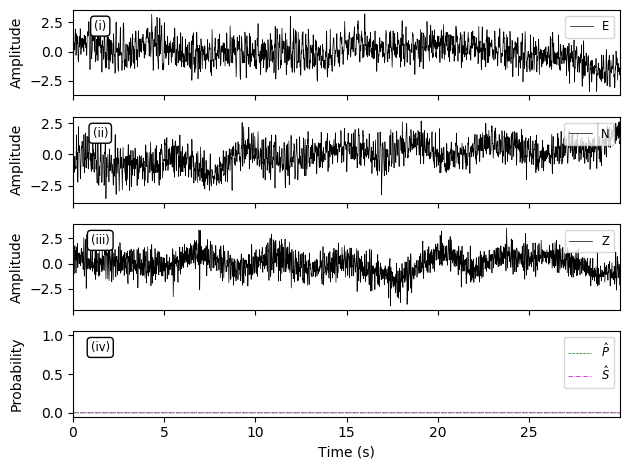 2.5
0.0
−2.5
Amplitude
(i)
E
2.5
0.0
−2.5
Amplitude
(ii)
N
2.5
0.0
−2.5
Amplitude
(iii)
Z
1.0
0.5
0.0
Probability
(iv)
P̂
Ŝ
0 5 10 15 20 25
Time (s)